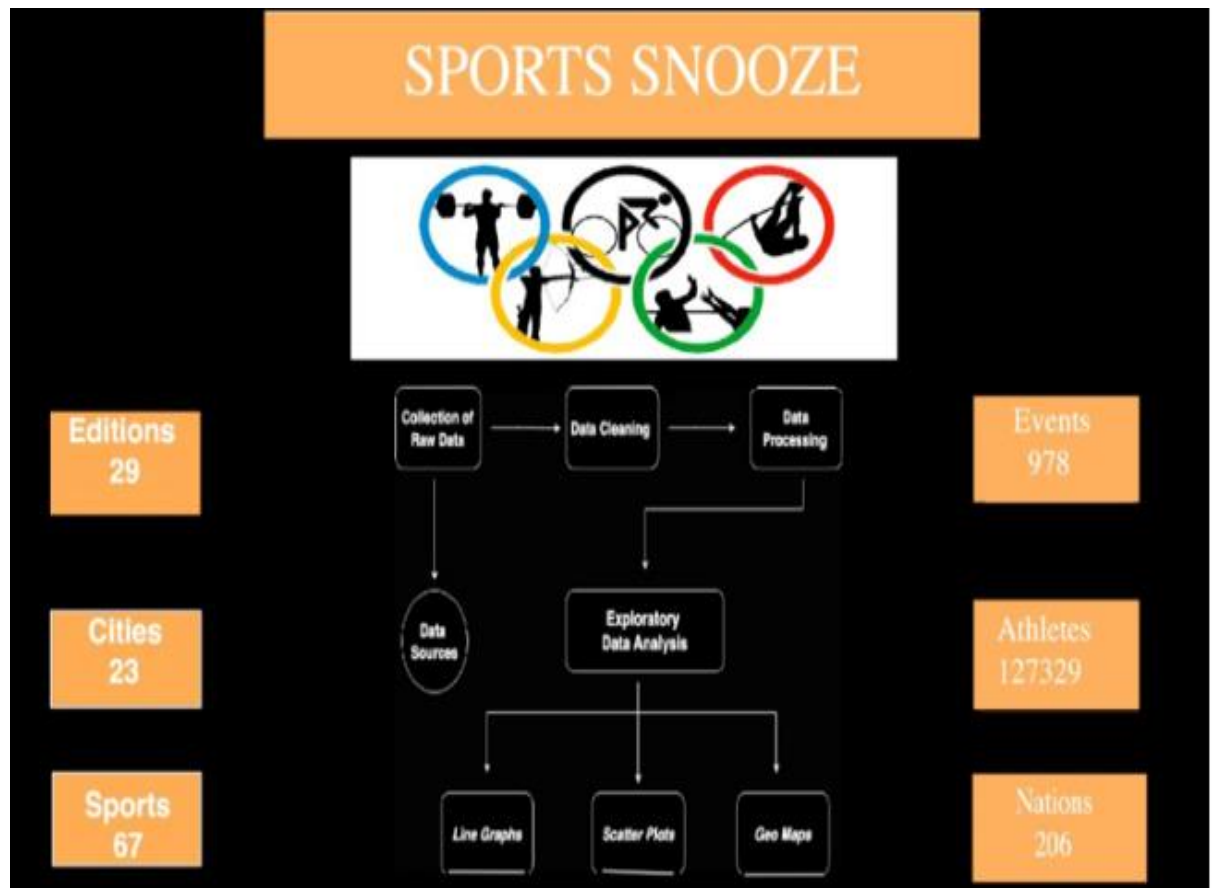 SPORTS SNOOZE
Editions
29
Cities
23
Sports
67
Collection of
Raw Data
Data Cleaning
Data
Processing
Data
Sources
Exploratory
Data Analysis
Line Graphs
Scatter Plots
Geo Maps
Events
978
Athletes
127329
Nations
206